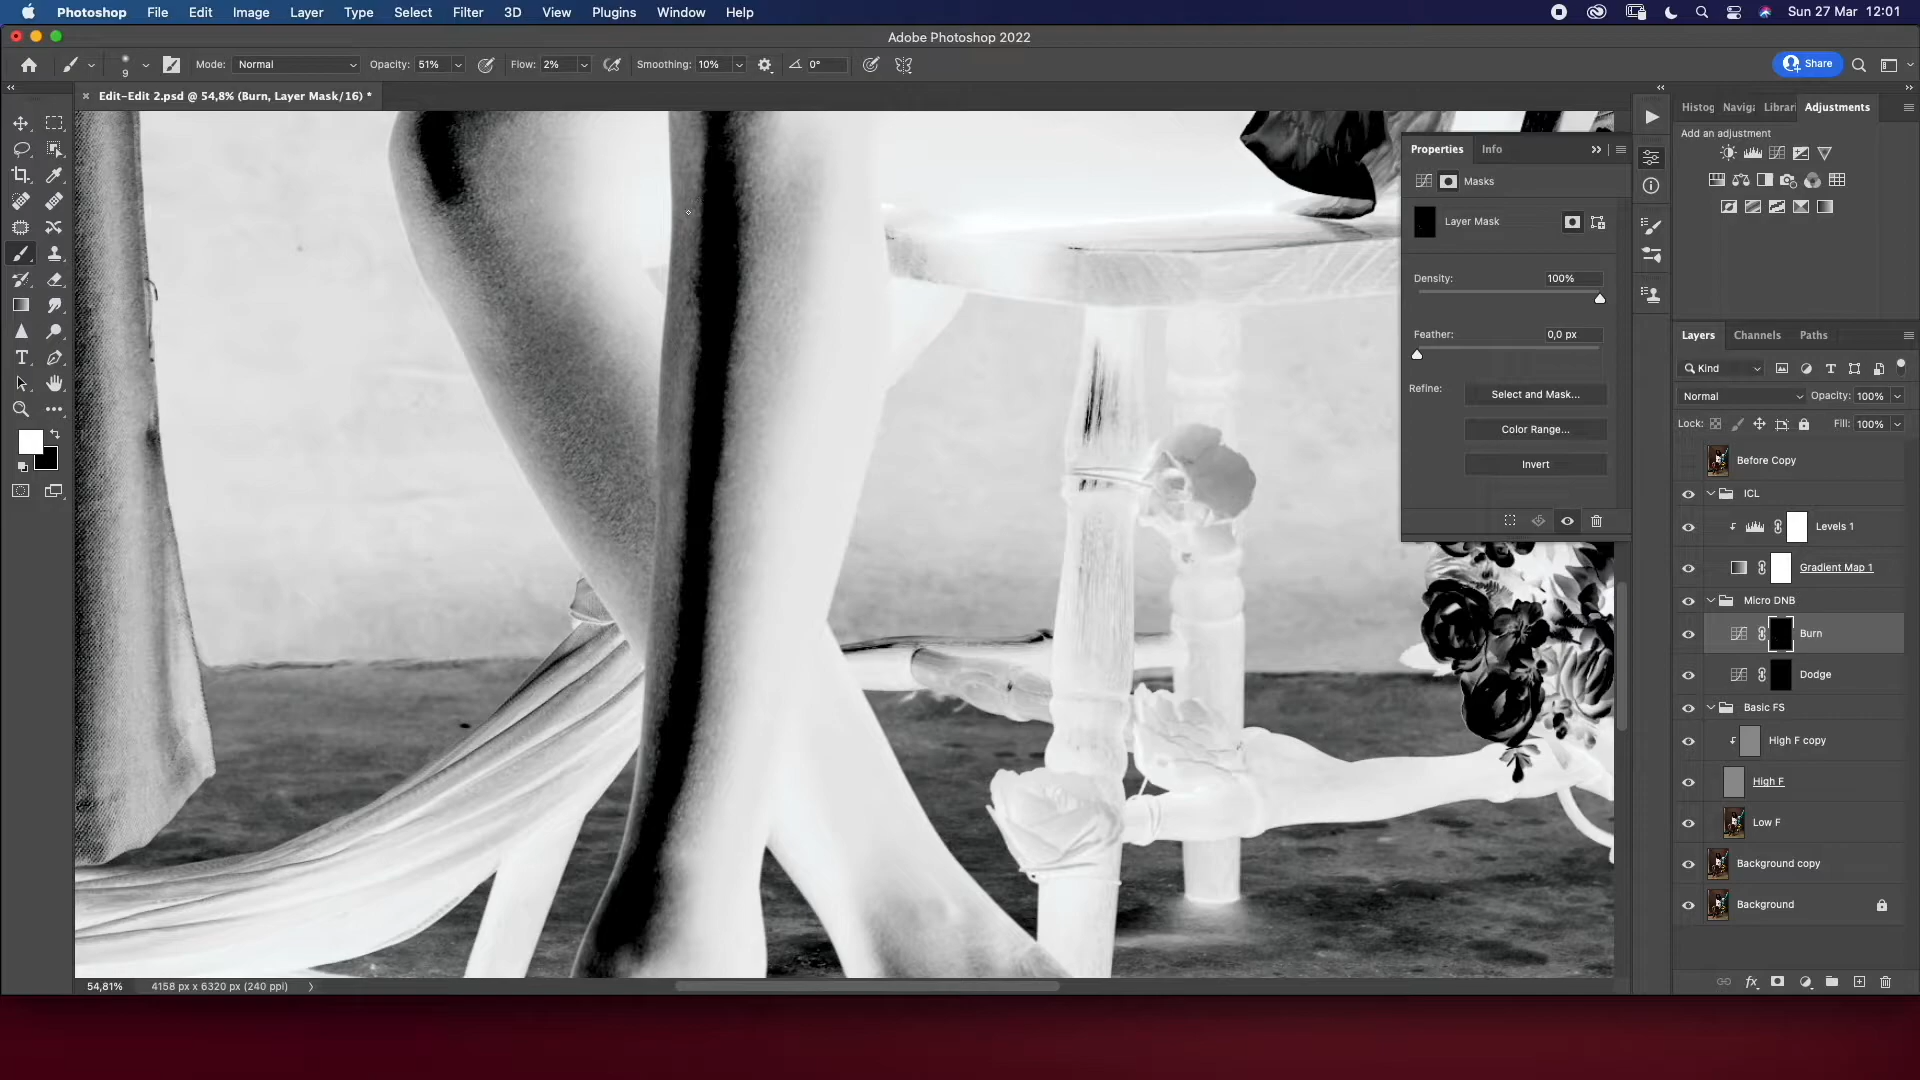 Photoshop File Edit Image Layer Type Select Filter 3D View Plugins Window Help Sun 27 Mar 12:01
Adobe Photoshop 2022
9 Mode: Normal Opacity: 51% Flow: 2% Smoothing: 10% 0° Share
Edit-Edit 2.psd @ 54,8% (Burn, Layer Mask/16) *
Histog Naviga Librari Adjustments
Add an adjustment
Properties Info
Masks
Layer Mask
Density: 100%
Feather: 0,0 px
Refine: Select and Mask...
Color Range...
Invert
Layers Channels Paths
Kind
Normal Opacity: 100%
Lock: Fill: 100%
Before Copy
ICL
Levels 1
Gradient Map 1
Micro DNB
Burn
Dodge
Basic FS
High F copy
High F
Low F
Background copy
Background
54,81% 4158 px x 6320 px (240 ppi)